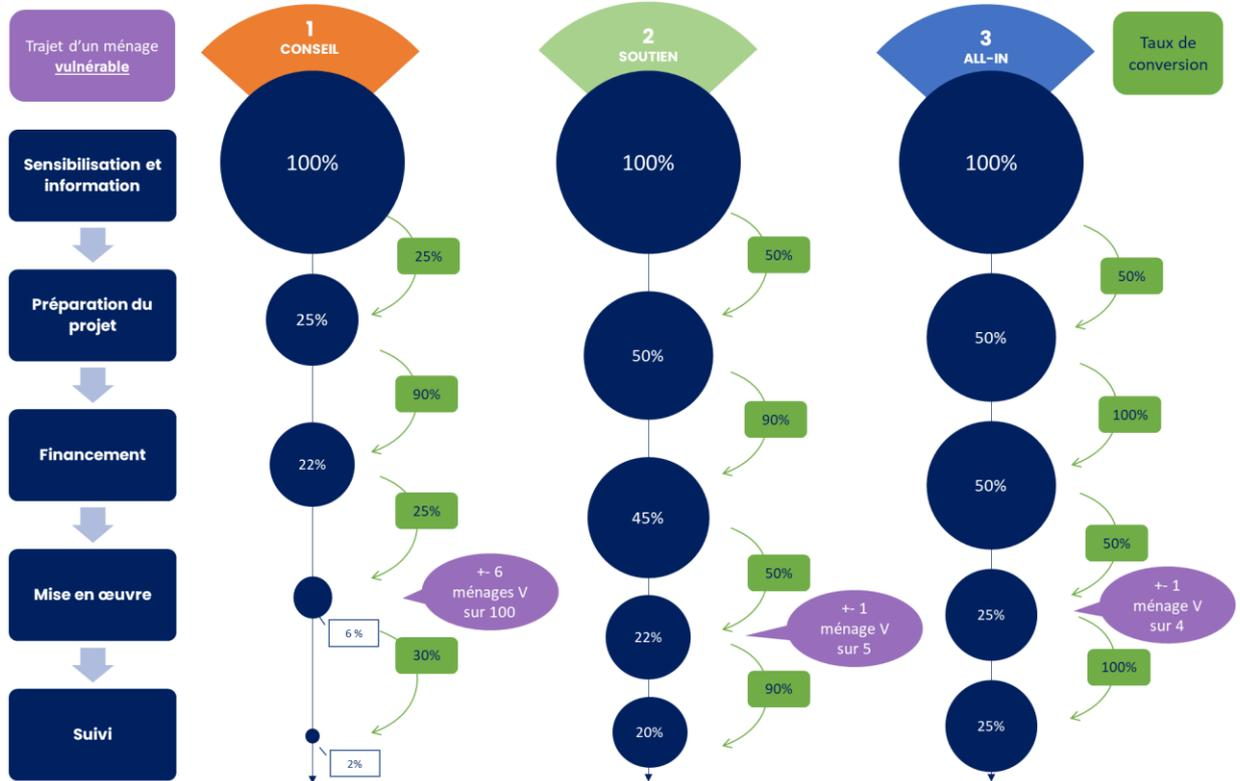 Trajet d’un ménage
vulnérable
1
CONSEIL
2
SOUTIEN
3
ALL-IN
Taux de
conversion
Sensibilisation et
information
100%
100%
100%
25%
50%
50%
Préparation du
projet
25%
50%
50%
90%
90%
100%
Financement
22%
45%
50%
25%
50%
50%
Mise en œuvre
+- 6
ménages V
sur 100
6 %
22%
+- 1
ménage V
sur 5
25%
+- 1
ménage V
sur 4
30%
90%
100%
Suivi
2%
20%
25%